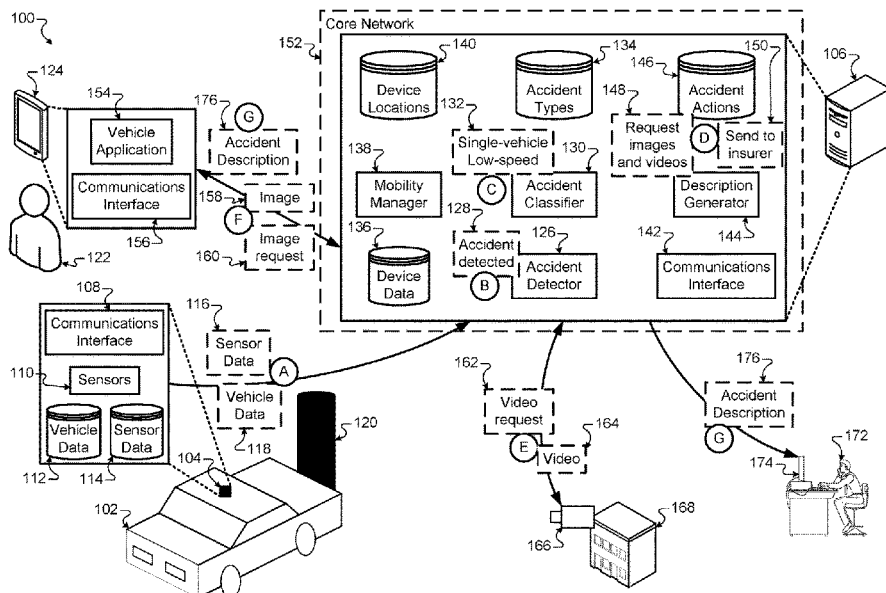 100
124
154
Vehicle
Application
Communications
Interface
156
122
176
G
Accident
Description
158
Image
F
Image
request
160
Core Network
152
140
Device
Locations
134
Accident
Types
146
Accident
Actions
150
148
Request
images
and videos
D
Send to
insurer
106
132
Single-vehicle
Low-speed
C
130
Accident
Classifier
138
Mobility
Manager
Description
Generator
144
136
Device
Data
128
Accident
detected
B
126
Accident
Detector
142
Communications
Interface
108
Communications
Interface
110
Sensors
Vehicle
Data
112
Sensor
Data
114
116
Sensor
Data
A
Vehicle
Data
118
120
104
102
162
Video
request
E
164
Video
166
168
176
Accident
Description
G
174
172